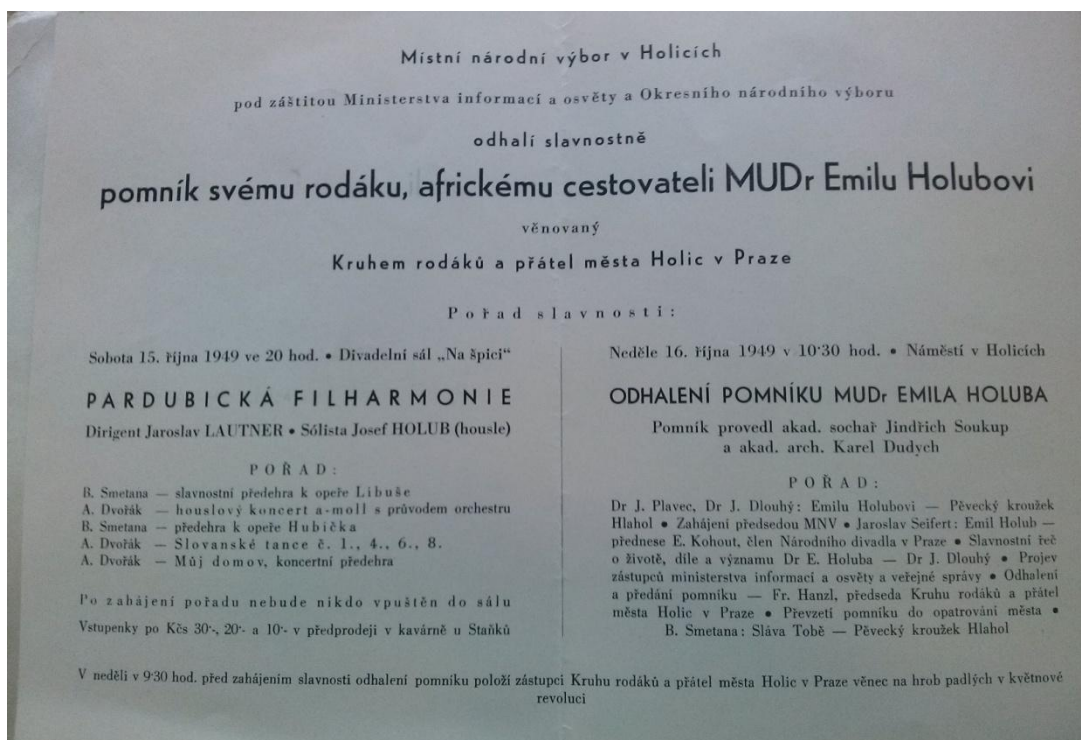 Místní národní výbor v Holicích
pod záštitou Ministerstva informací a osvěty a Okresního národního výboru
odhalí slavnostně
pomník svému rodáku, africkému cestovateli MUDr Emilu Holubovi
věnovaný
Kruhem rodáků a přátel města Holic v Praze
Pořad slavnosti:
Sobota 15. října 1949 ve 20 hod. • Divadelní sál „Na špici“
PARDUBICKÁ FILHARMONIE
Dirigent Jaroslav LAUTNER • Sólista Josef HOLUB (housle)
POŘAD:
B. Smetana — slavnostní předehra k opeře Libuše
A. Dvořák — houslový koncert a-moll s průvodem orchestru
B. Smetana — předehra k opeře Hubička
A. Dvořák — Slovanské tance č. 1., 4., 6., 8.
A. Dvořák — Můj domov, koncertní předehra
Po zahájení pořadu nebude nikdo vpuštěn do sálu
Vstupenky po Kčs 30·-, 20·- a 10·- v předprodeji v kavárně u Staňků
Neděle 16. října 1949 v 10·30 hod. • Náměstí v Holicích
ODHALENÍ POMNÍKU MUDr EMILA HOLUBA
Pomník provedl akad. sochař Jindřich Soukup
a akad. arch. Karel Dudych
POŘAD:
Dr J. Plavec, Dr J. Dlouhý: Emilu Holubovi — Pěvecký kroužek
Hlahol • Zahájení předsedou MNV • Jaroslav Seifert: Emil Holub —
přednese E. Kohout, člen Národního divadla v Praze • Slavnostní řeč
o životě, díle a významu Dr E. Holuba — Dr J. Dlouhý • Projev
zástupců ministerstva informací a osvěty a veřejné správy • Odhalení
a předání pomníku — Fr. Hanzl, předseda Kruhu rodáků a přátel
města Holic v Praze • Převzetí pomníku do opatrování města •
B. Smetana: Sláva Tobě — Pěvecký kroužek Hlahol
V neděli v 9·30 hod. před zahájením slavnosti odhalení pomníku položí zástupci Kruhu rodáků a přátel města Holic v Praze věnec na hrob padlých v květnové
revoluci